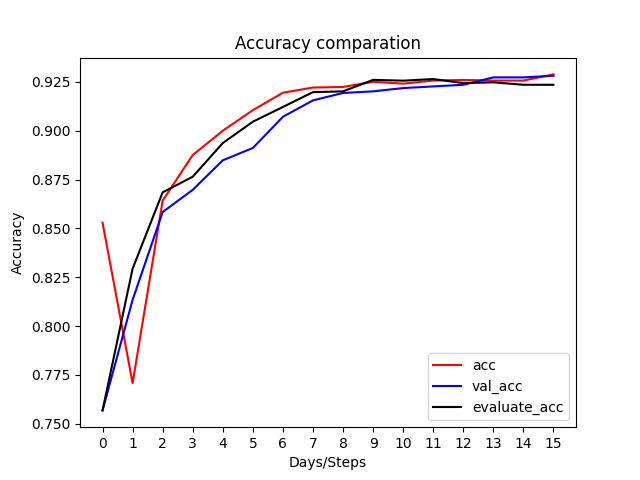 Accuracy comparation
0.925
0.900
0.875
0.850
0.825
0.800
0.775
0.750
Accuracy
acc
val_acc
evaluate_acc
0 1 2 3 4 5 6 7 8 9 10 11 12 13 14 15
Days/Steps